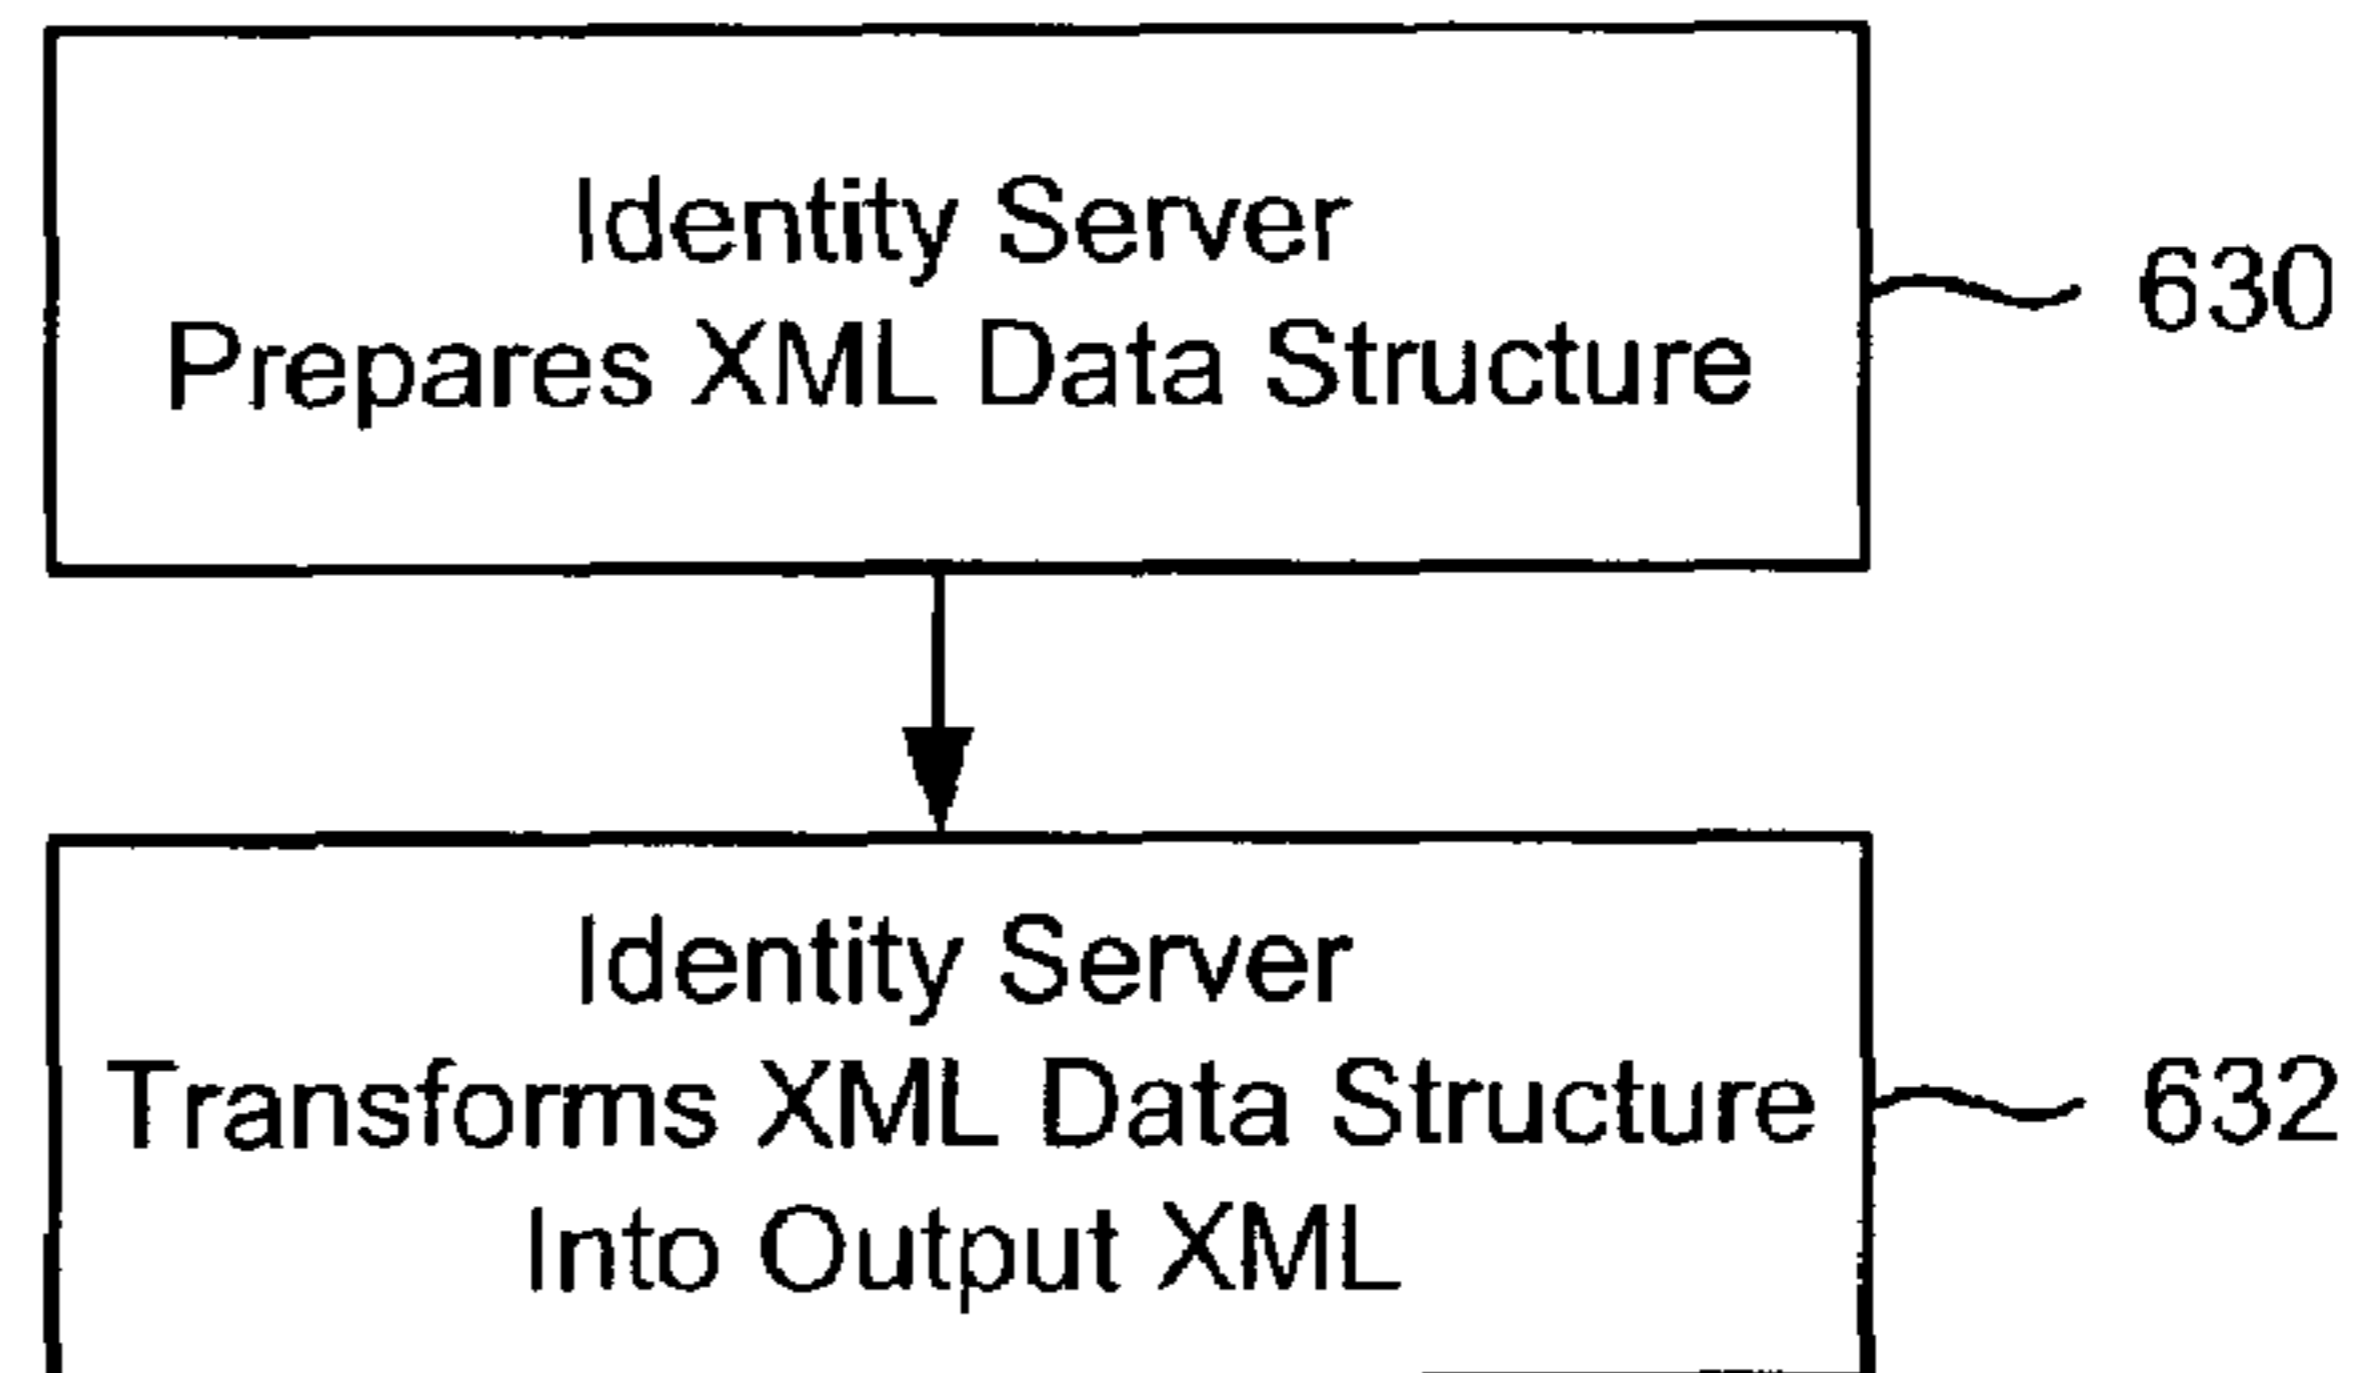 Identity Server
Prepares XML Data Structure
630
Identity Server
Transforms XML Data Structure
Into Output XML
632